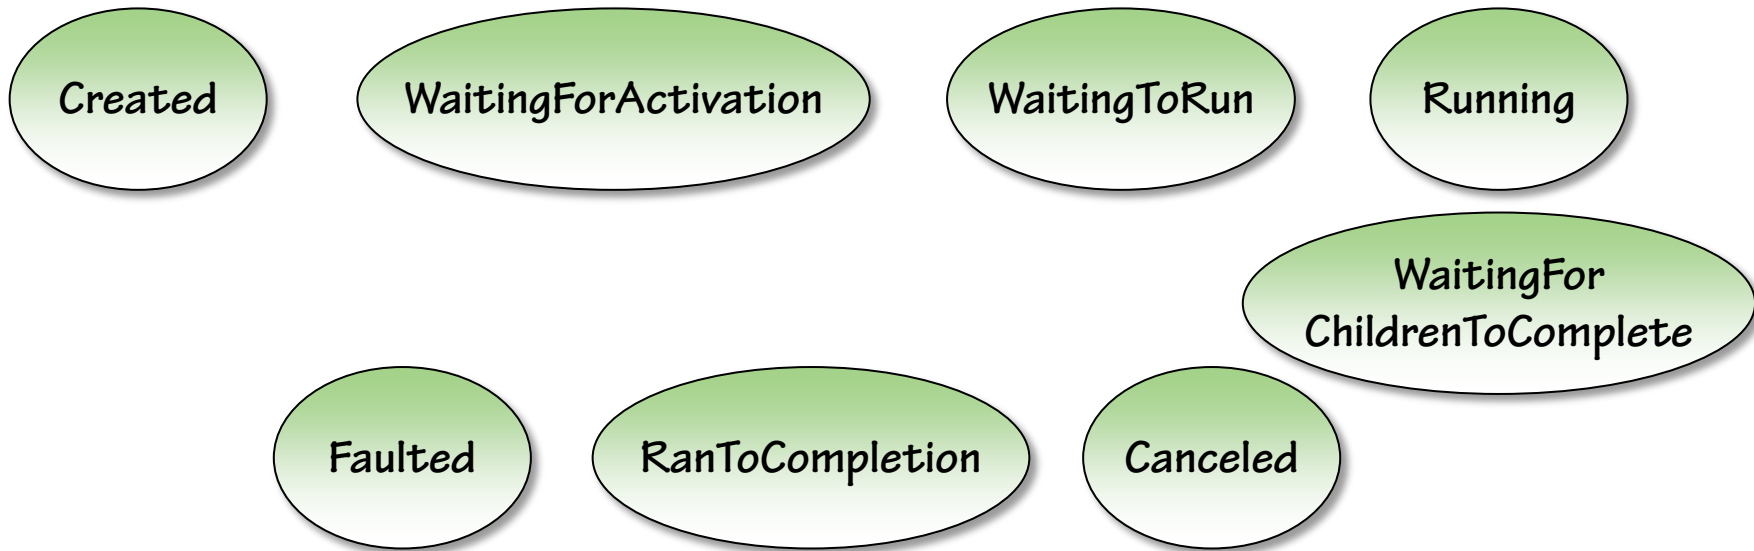 Created
WaitingForActivation
WaitingToRun
Running
WaitingFor
ChildrenToComplete
Faulted
RanToCompletion
Canceled